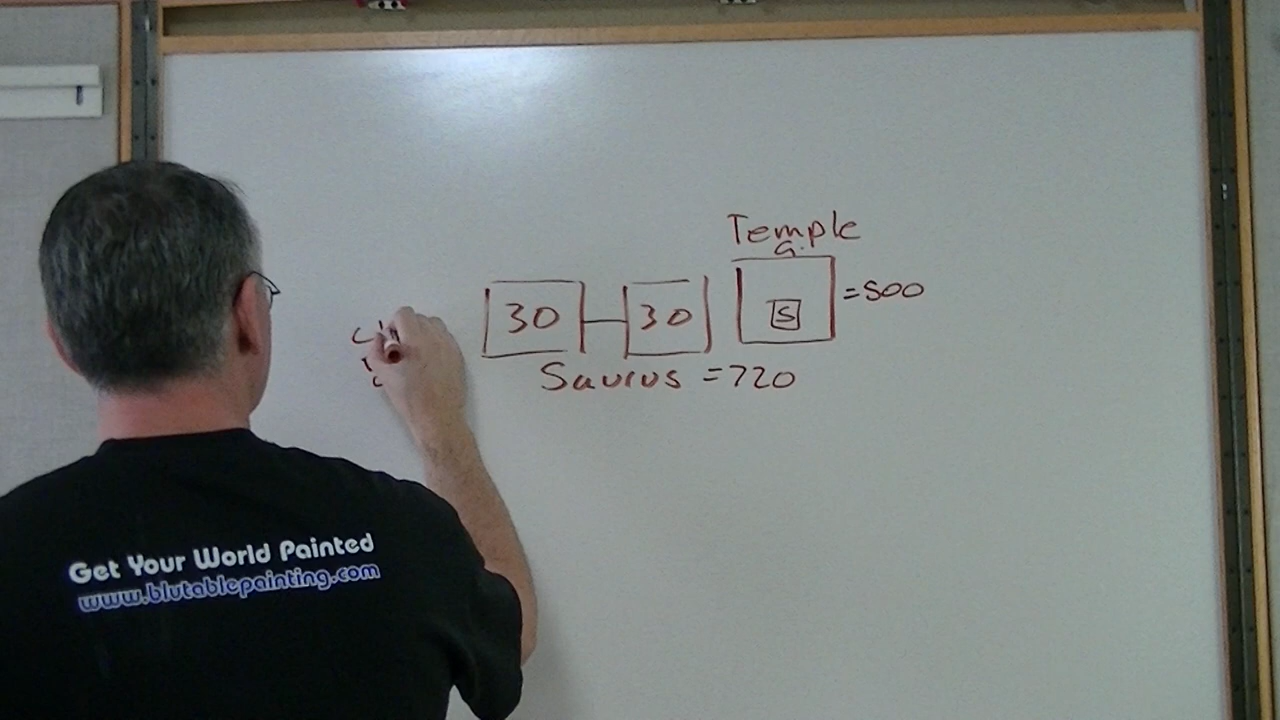 Temple
G.
30 30 S =500
Saurus =720
Get Your World Painted
www.blutablepainting.com